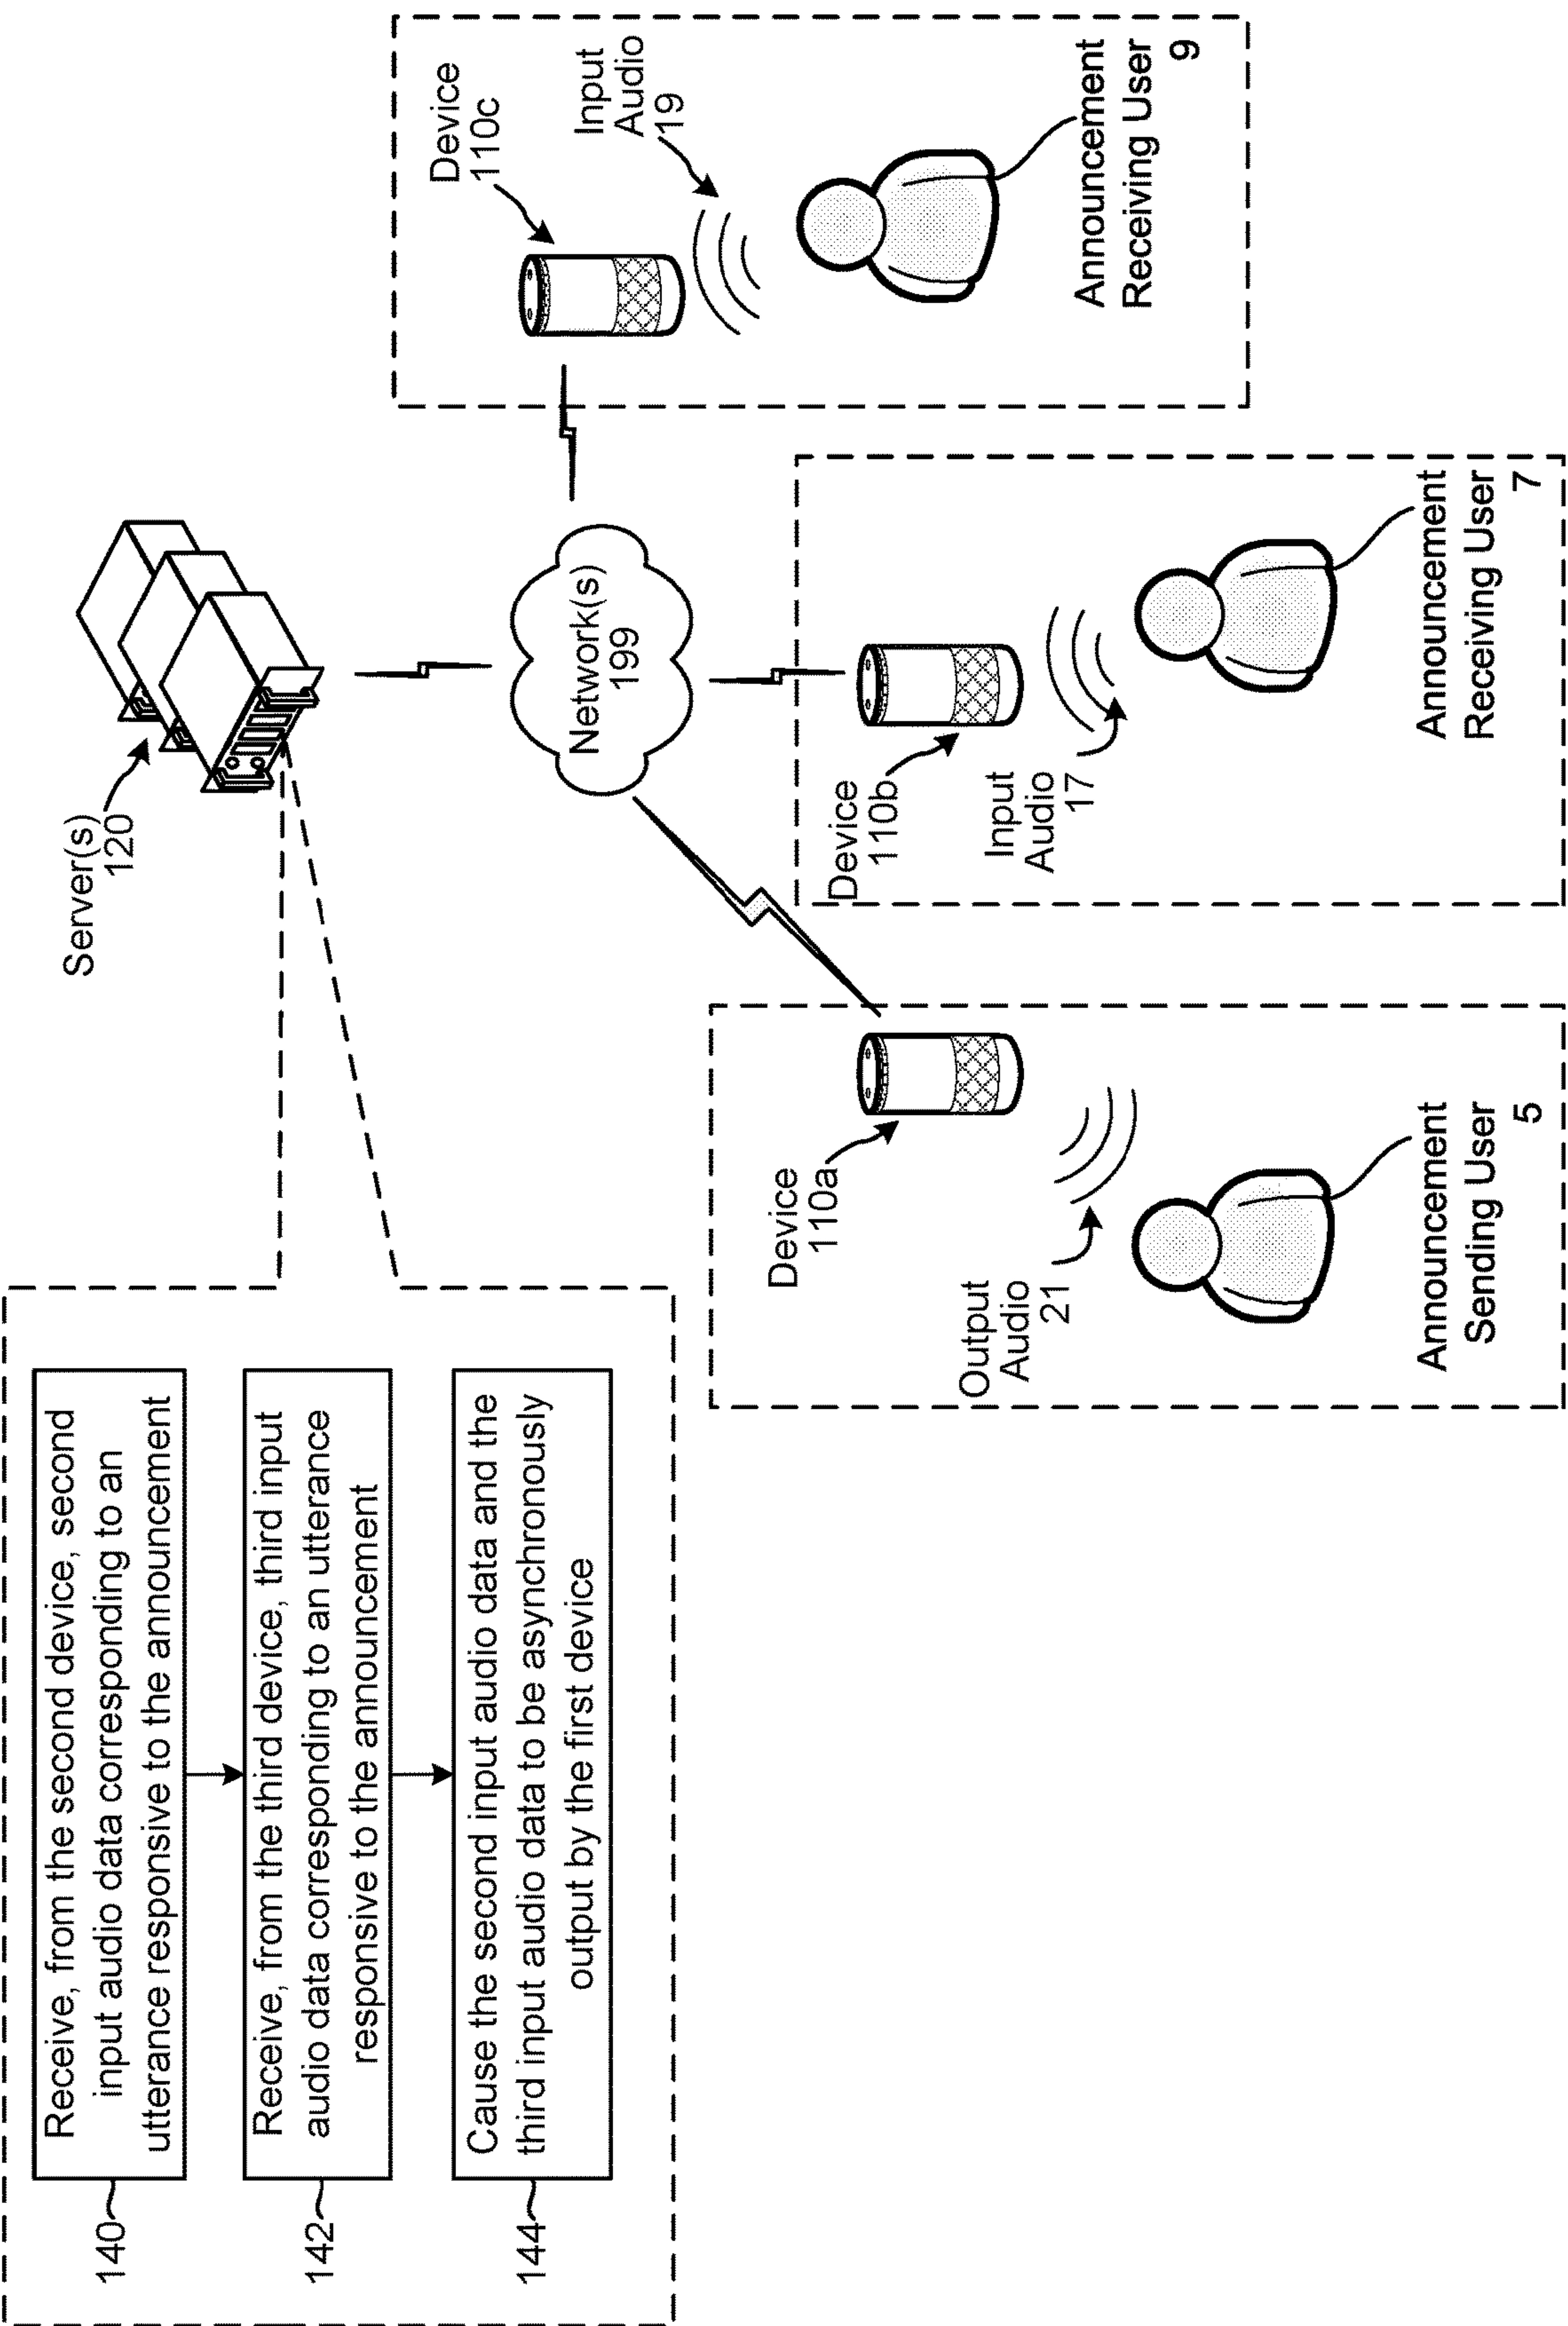 140
Receive, from the second device, second
input audio data corresponding to an
utterance responsive to the announcement
142
Receive, from the third device, third input
audio data corresponding to an utterance
responsive to the announcement
144
Cause the second input audio data and the
third input audio data to be asynchronously
output by the first device
Server(s)
120
Network(s)
199
Device
110a
Output
Audio
21
Announcement
Sending User
5
Device
110b
Input
Audio
17
Announcement
Receiving User
7
Device
110c
Input
Audio
19
Announcement
Receiving User
9